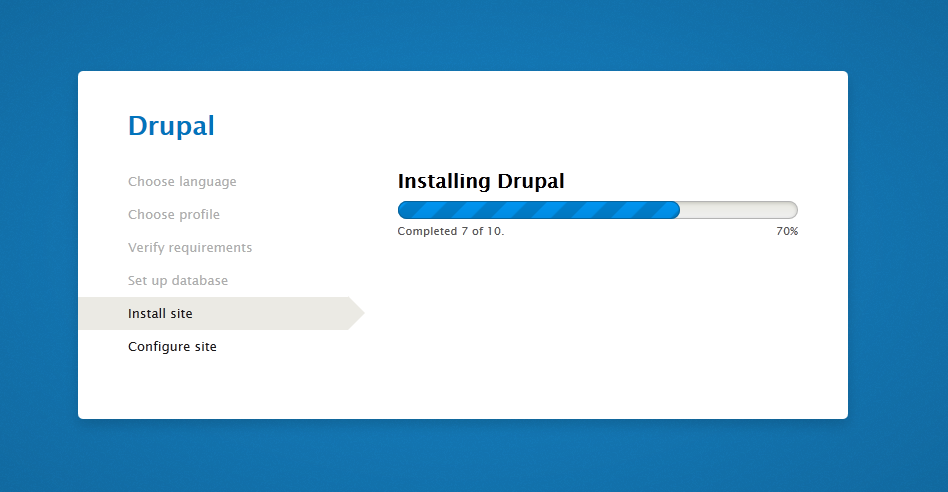 Drupal
Choose language
Choose profile
Verify requirements
Set up database
Install site
Configure site
Installing Drupal
Completed 7 of 10.
70%